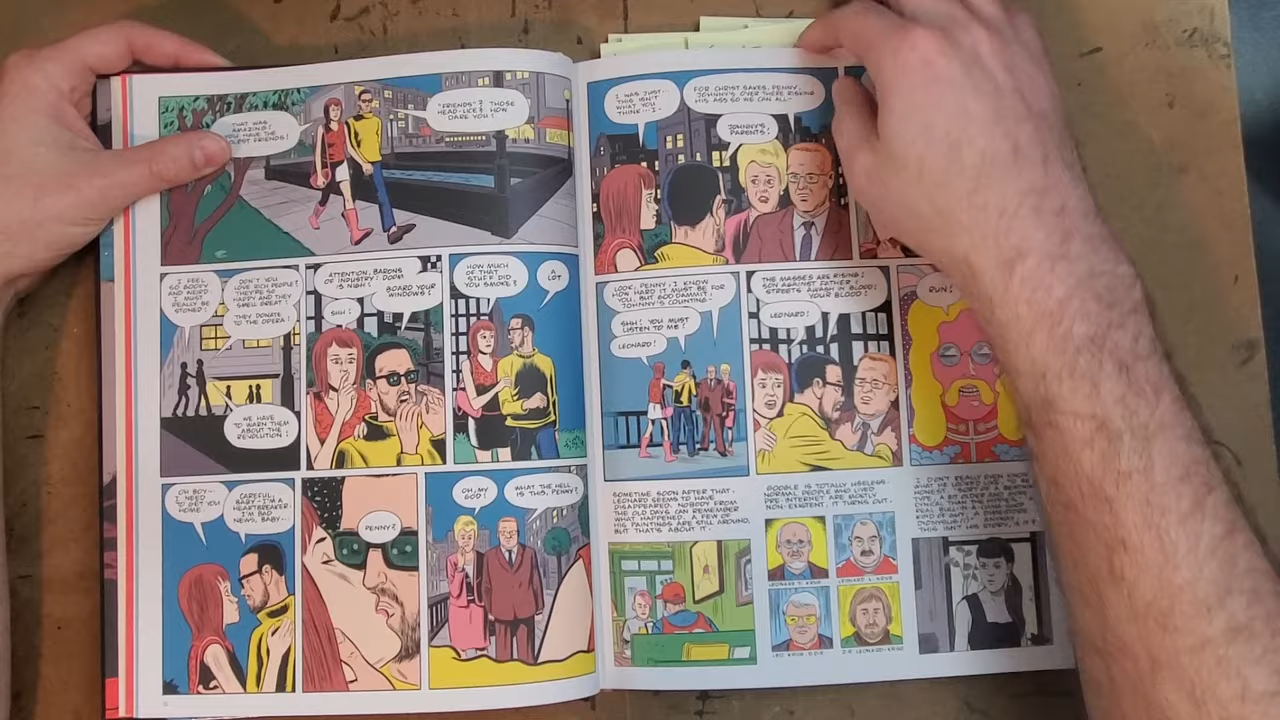 THAT WAS
AMAZING!
YOU HAVE THE
COOLEST FRIENDS!
"FRIENDS"? THOSE
HEAD-LICE? HOW
DARE YOU!
I FEEL
SO GOOFY
AND WEIRD
I MUST
REALLY BE
STONED!
DON'T YOU
LOVE RICH PEOPLE?
THEY'RE SO
HAPPY AND THEY
SMELL GREAT!
THEY DONATE
TO THE OPERA!
WE HAVE
TO WARN THEM
ABOUT THE
REVOLUTION!
ATTENTION, BARONS
OF INDUSTRY! DOOM
IS NIGH!
BOARD YOUR
WINDOWS!
SHH!
HOW MUCH
OF THAT
STUFF DID
YOU SMOKE?
A
LOT
OH BOY...
I NEED
TO GET YOU
HOME
CAREFUL,
BABY - I'M A
HEARTBREAKER.
I'M BAD
NEWS, BABY...
PENNY?
OH, MY
GOD!
WHAT THE HELL
IS THIS, PENNY?
I WAS JUST...
THIS ISN'T
WHAT YOU
THINK... I-
FOR CHRIST SAKES, PENNY,
JOHNNY'S OVER THERE RISKING
HIS ASS SO WE CAN ALL-
JOHNNY'S
PARENTS!
LOOK, PENNY, I KNOW
HOW HARD IT MUST BE FOR
YOU, BUT GOD DAMMIT,
JOHNNY'S COUNTING-
SHH! YOU MUST
LISTEN TO ME!
LEONARD!
THE MASSES ARE RISING!
SON AGAINST FATHER!
STREETS AWASH IN BLOOD;
YOUR BLOOD!
LEONARD!
RUN!
SOMETIME SOON AFTER THAT,
LEONARD SEEMS TO HAVE
DISAPPEARED. NOBODY FROM
THE OLD DAYS CAN REMEMBER
WHAT HAPPENED. A FEW OF
HIS PAINTINGS ARE STILL AROUND,
BUT THAT'S ABOUT IT.
GOOGLE IS TOTALLY USELESS.
NORMAL PEOPLE WHO LIVED
PRE-INTERNET ARE MOSTLY
NON-EXISTENT, IT TURNS OUT.
I DIDN'T REALLY EVEN KNOW